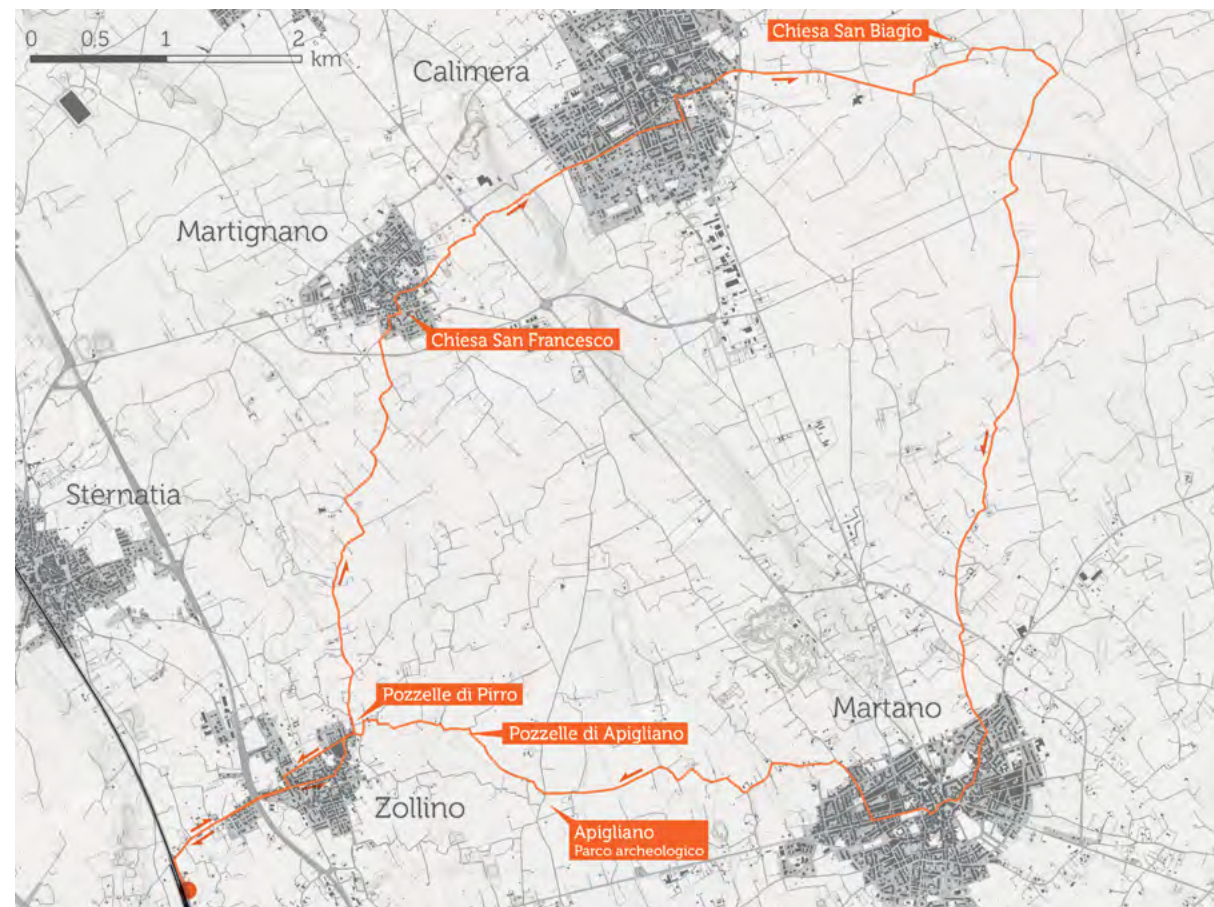 0 0,5 1 2
km
Chiesa San Biagio
Calimera
Martignano
Chiesa San Francesco
Sternatia
Pozzelle di Pirro
Martano
Pozzelle di Apigliano
Zollino
Apigliano
Parco archeologico